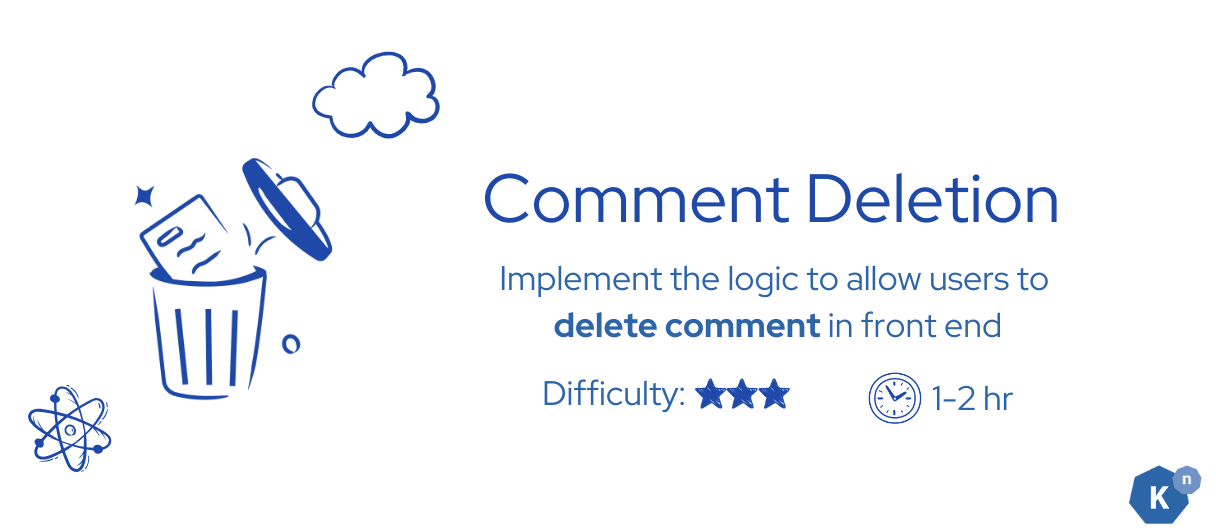 Comment Deletion
Implement the logic to allow users to
delete comment in front end
Difficulty:
1-2 hr
K n